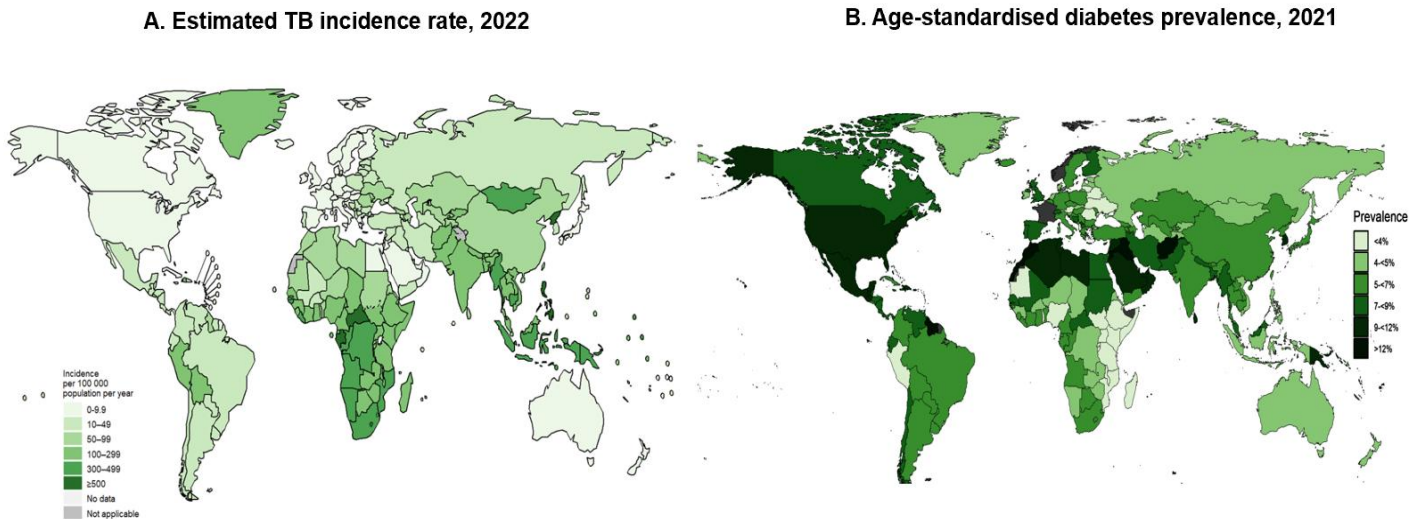 A. Estimated TB incidence rate, 2022
B. Age-standardised diabetes prevalence, 2021
Incidence
per 100 000
population per year
0-9.9
10–49
50–99
100–299
300–499
≥500
No data
Not applicable
Prevalence
<4%
4-<5%
5-<7%
7-<9%
9-<12%
>12%